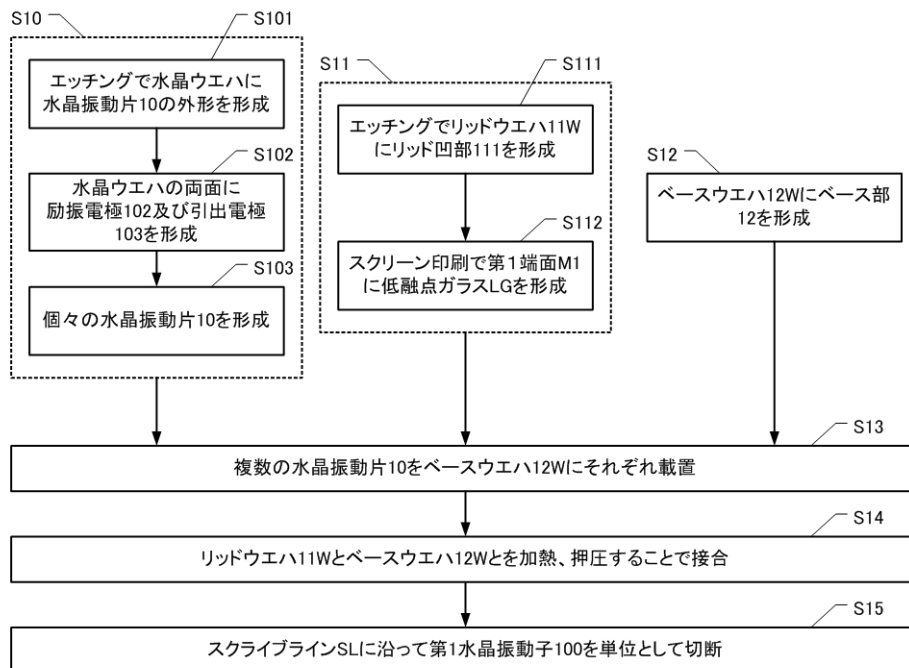 S10
S101
エッチングで水晶ウエハに
水晶振動片10の外形を形成
S102
水晶ウエハの両面に
励振電極102及び引出電極
103を形成
S103
個々の水晶振動片10を形成
S11
S111
エッチングでリッドウエハ11W
にリッド凹部111を形成
S112
スクリーン印刷で第1端面M1
に低融点ガラスLGを形成
S12
ベースウエハ12Wにベース部
12を形成
S13
複数の水晶振動片10をベースウエハ12Wにそれぞれ載置
S14
リッドウエハ11Wとベースウエハ12Wとを加熱、押圧することで接合
S15
スクライブラインSLに沿って第1水晶振動子100を単位として切断